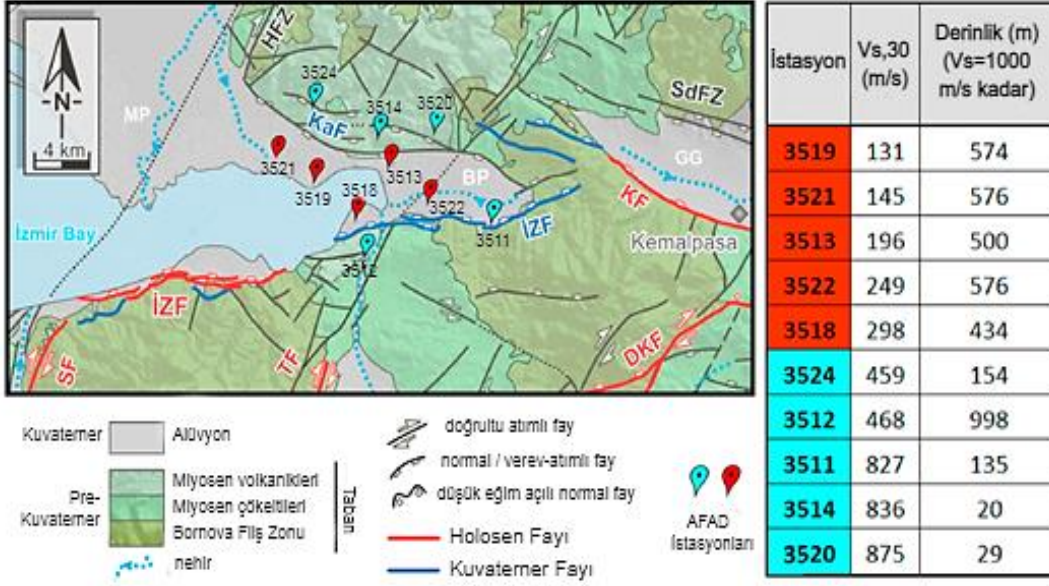 HFZ
-N-
4 km
MP
3524
3514
3520
KaF
SdFZ
3521
3519
3513
3518
BP
GG
3522
3511
KF
İZF
İzmir Bay
3512
Kemalpasa
İZF
SF
TF
DKF
Kuvaterner
Alüvyon
Pre-
Kuvaterner
Miyosen volkanikleri
Miyosen çökeltileri
Bornova Fliş Zonu
Taban
nehir
doğrultu atımlı fay
normal / verev-atımlı fay
düşük eğim açılı normal fay
Holosen Fayı
Kuvaterner Fayı
AFAD
İstasyonları
İstasyon Vs,30 (m/s) Derinlik (m) (Vs=1000 m/s kadar)
3519 131 574
3521 145 576
3513 196 500
3522 249 576
3518 298 434
3524 459 154
3512 468 998
3511 827 135
3514 836 20
3520 875 29